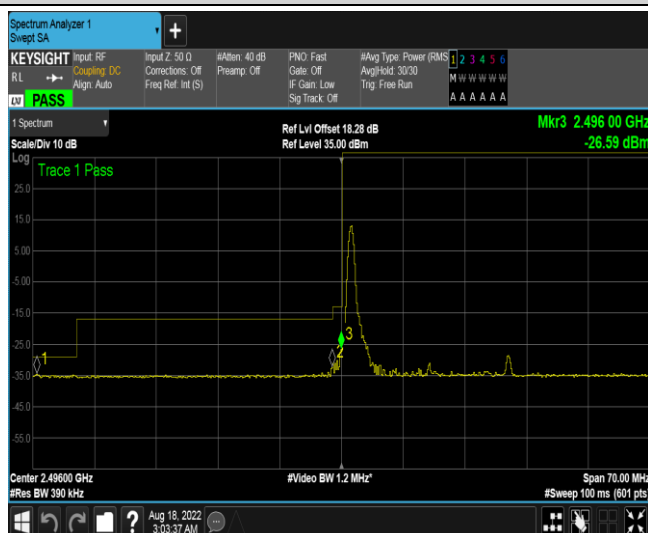 Spectrum Analyzer 1
Swept SA
+
KEYSIGHT
RL
LXI PASS
Input: RF
Coupling: DC
Align: Auto
Input Z: 50 Ω
Corrections: Off
Freq Ref: Int (S)
#Atten: 40 dB
Preamp: Off
PNO: Fast
Gate: Off
IF Gain: Low
Sig Track: Off
#Avg Type: Power (RMS
Avg|Hold: 30/30
Trig: Free Run
1 2 3 4 5 6
M W W W W W
A A A A A A
1 Spectrum
Scale/Div 10 dB
Ref Lvl Offset 18.28 dB
Ref Level 35.00 dBm
Mkr3 2.496 00 GHz
-26.59 dBm
Log
Trace 1 Pass
25.0
15.0
5.00
-5.00
-15.0
-25.0
-35.0
-45.0
-55.0
1
2
3
Center 2.49600 GHz
#Res BW 390 kHz
#Video BW 1.2 MHz*
Span 70.00 MHz
#Sweep 100 ms (601 pts)
?
Aug 18, 2022
3:03:37 AM